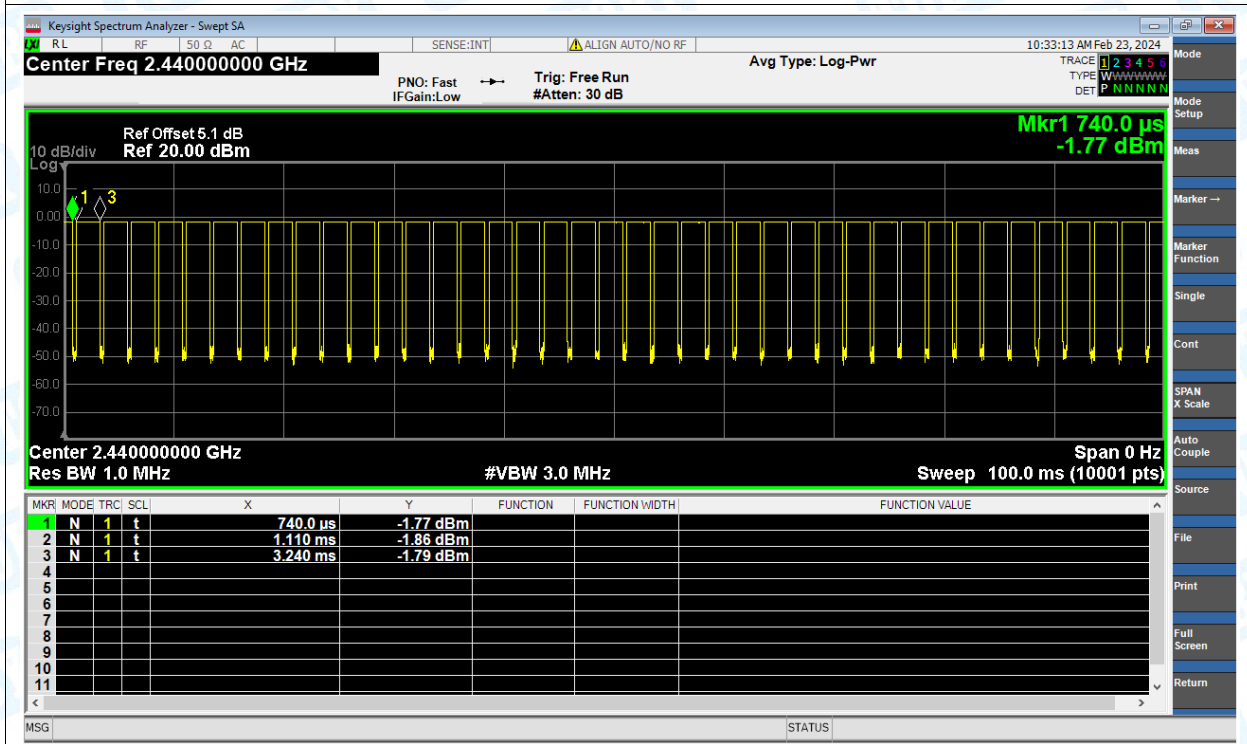 Keysight Spectrum Analyzer - Swept SA
LXI RL RF 50 Ω AC SENSE:INT ALIGN AUTO/NO RF 10:33:13 AM Feb 23, 2024
Center Freq 2.440000000 GHz Avg Type: Log-Pwr TRACE 1 2 3 4 5 6
PNO: Fast Trig: Free Run TYPE WWWWWW
IFGain:Low #Atten: 30 dB DET P N N N N N
Mkr1 740.0 µs
-1.77 dBm
Ref Offset 5.1 dB
10 dB/div Ref 20.00 dBm
Log
10.0
0.00
-10.0
-20.0
-30.0
-40.0
-50.0
-60.0
-70.0
1 3
Center 2.440000000 GHz Span 0 Hz
Res BW 1.0 MHz #VBW 3.0 MHz Sweep 100.0 ms (10001 pts)
MKR MODE TRC SCL X Y FUNCTION FUNCTION WIDTH FUNCTION VALUE
1 N 1 t 740.0 µs -1.77 dBm
2 N 1 t 1.110 ms -1.86 dBm
3 N 1 t 3.240 ms -1.79 dBm
4
5
6
7
8
9
10
11
MSG STATUS
Mode
Mode
Setup
Meas
Marker →
Marker
Function
Single
Cont
SPAN
X Scale
Auto
Couple
Source
File
Print
Full
Screen
Return